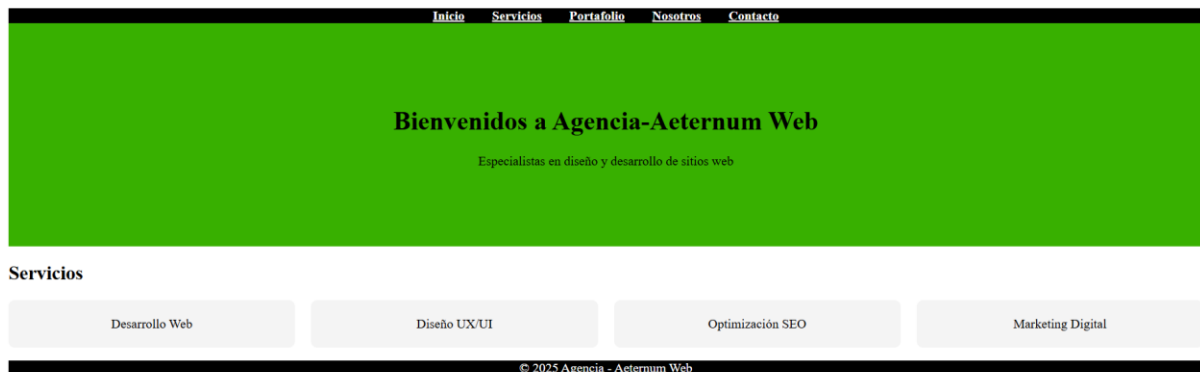 Inicio Servicios Portafolio Nosotros Contacto
Bienvenidos a Agencia-Aeternum Web
Especialistas en diseño y desarrollo de sitios web
Servicios
Desarrollo Web Diseño UX/UI Optimización SEO Marketing Digital
© 2025 Agencia - Aeternum Web